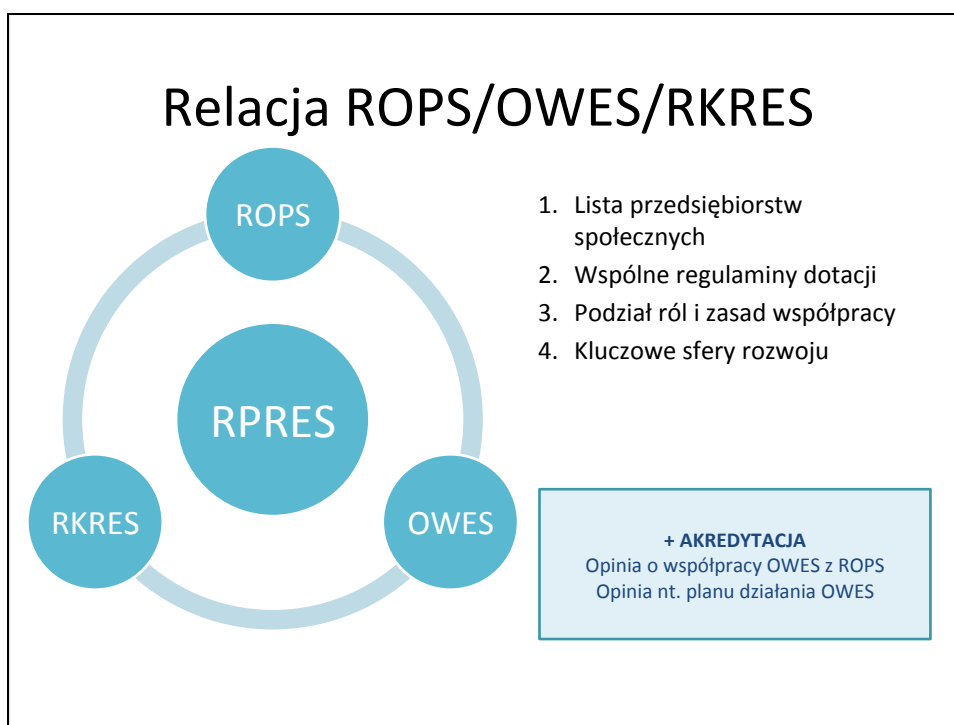 Relacja ROPS/OWES/RKRES
ROPS
RPRES
RKRES
OWES
1. Lista przedsiębiorstw
społecznych
2. Wspólne regulaminy dotacji
3. Podział ról i zasad współpracy
4. Kluczowe sfery rozwoju
+ AKREDYTACJA
Opinia o współpracy OWES z ROPS
Opinia nt. planu działania OWES